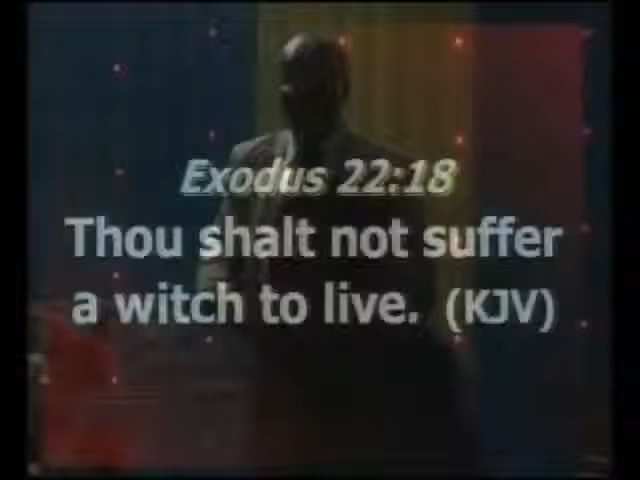 Exodus 22:18
Thou shalt not suffer
a witch to live. (KJV)